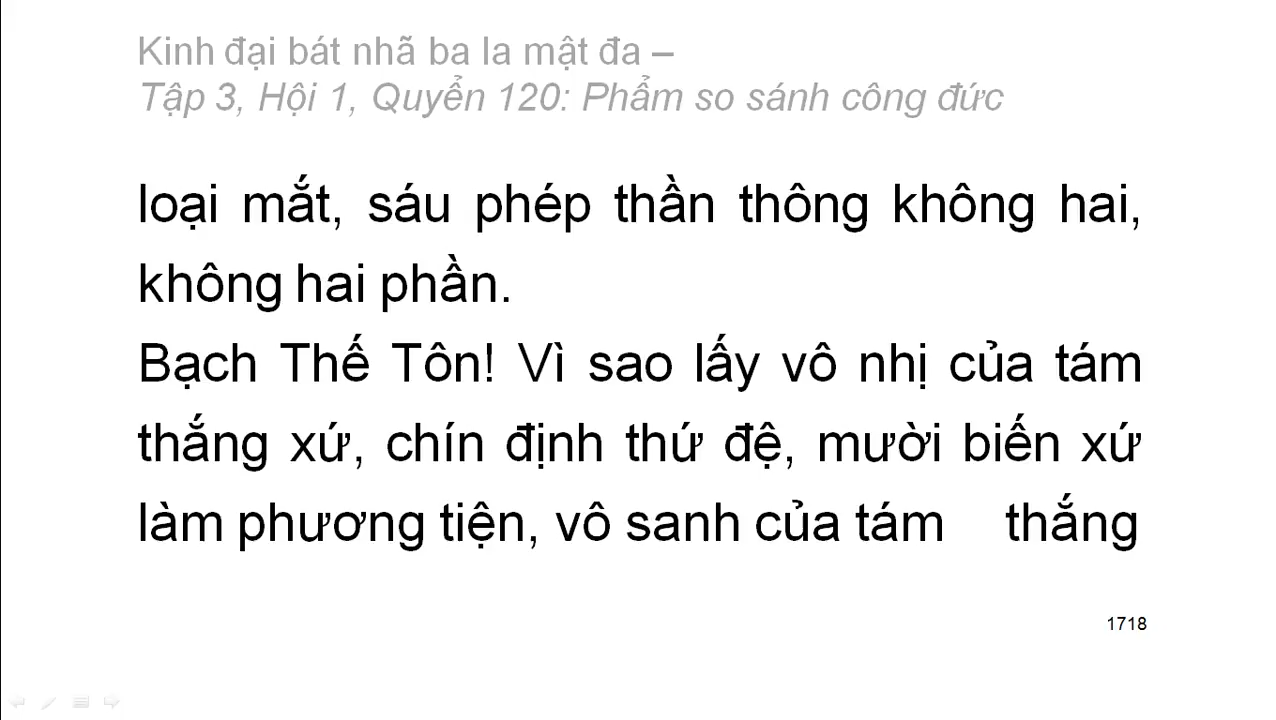 Kinh đại bát nhã ba la mật đa –
Tập 3, Hội 1, Quyển 120: Phẩm so sánh công đức
loại mắt, sáu phép thần thông không hai,
không hai phần.
Bạch Thế Tôn! Vì sao lấy vô nhị của tám
thắng xứ, chín định thứ đệ, mười biến xứ
làm phương tiện, vô sanh của tám thắng
1718